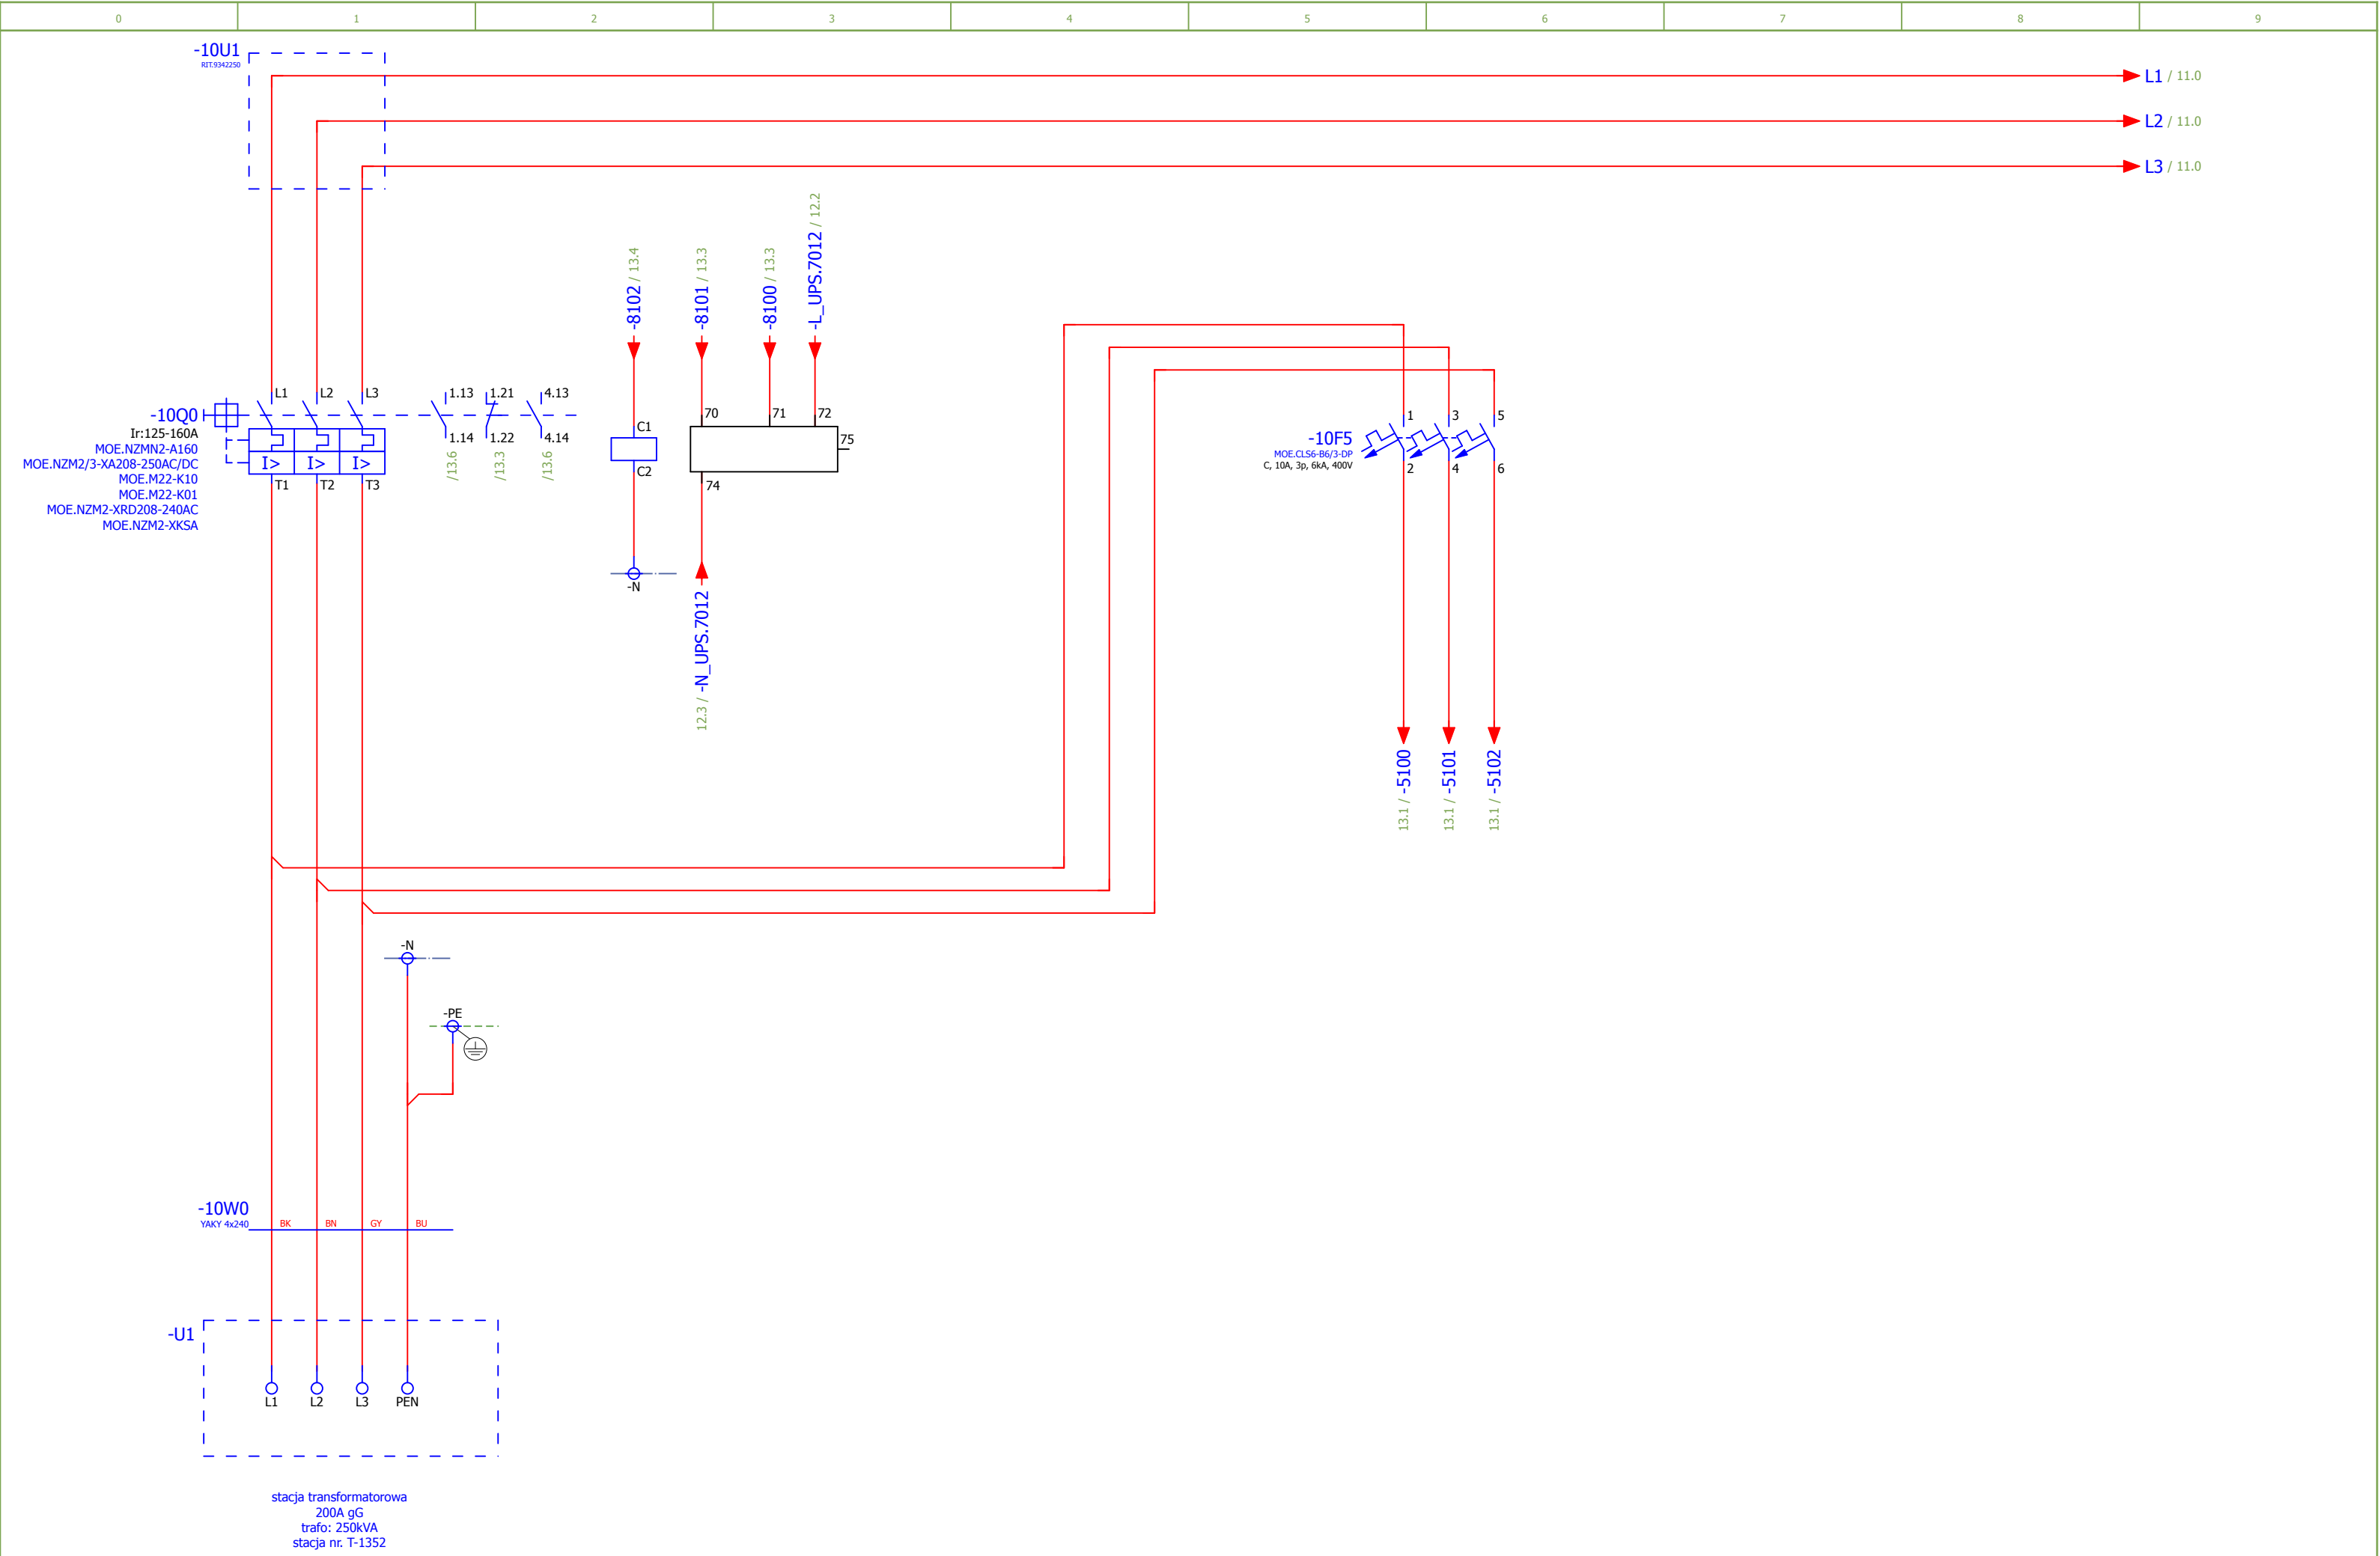 0 1 2 3 4 5 6 7 8 9
-10U1
RIT.9342250
L1 / 11.0
L2 / 11.0
L3 / 11.0
-8102 / 13.4
-8101 / 13.3
-8100 / 13.3
-L_UPS.7012 / 12.2
-10Q0
Ir:125-160A
MOE.NZMN2-A160
MOE.NZM2/3-XA208-250AC/DC
MOE.M22-K10
MOE.M22-K01
MOE.NZM2-XRD208-240AC
MOE.NZM2-XKSA
L1 L2 L3
I> I> I>
T1 T2 T3
1.13 1.21 4.13
1.14 1.22 4.14
/13.6 /13.3 /13.6
C1
C2
-N
70 71 72
75
74
12.3 / -N_UPS.7012
-10F5
MOE.CLS6-B6/3-DP
C, 10A, 3p, 6kA, 400V
1 3 5
2 4 6
13.1 / -5100
13.1 / -5101
13.1 / -5102
-N
-PE
-10W0
YAKY 4x240
BK BN GY BU
-U1
L1 L2 L3 PEN
stacja transformatorowa
200A gG
trafo: 250kVA
stacja nr. T-1352